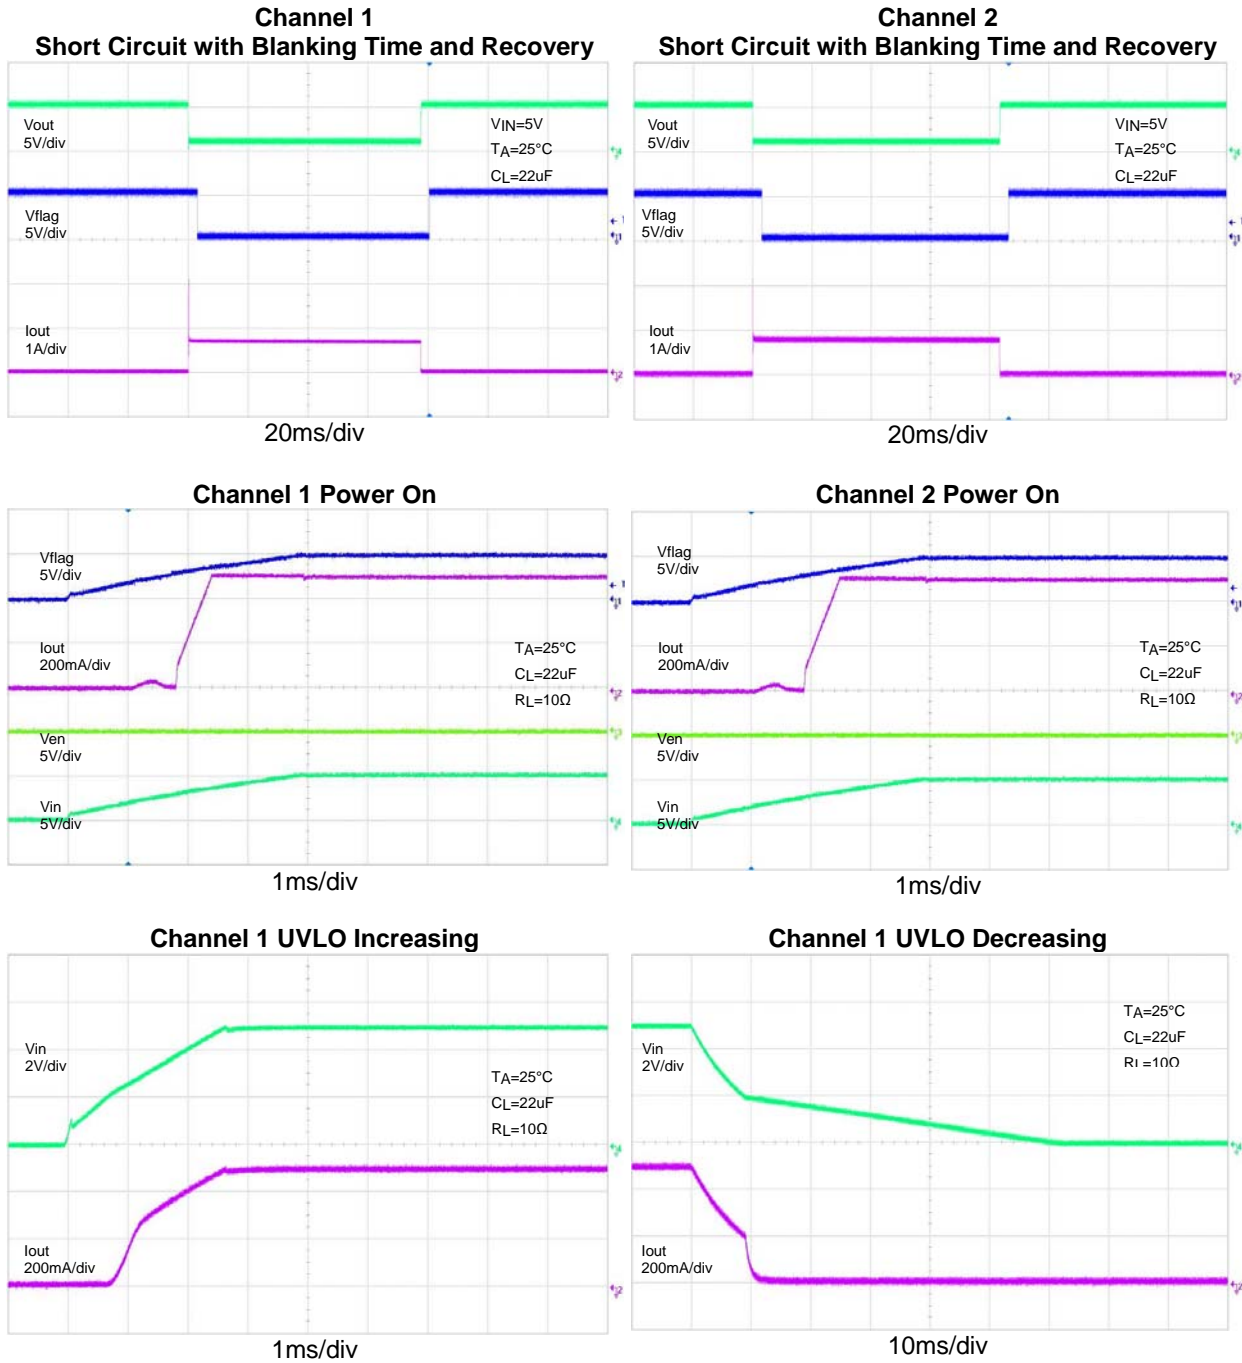 Channel 1
Short Circuit with Blanking Time and Recovery
Vout
5V/div
VIN=5V
TA=25°C
CL=22uF
Vflag
5V/div
Iout
1A/div
20ms/div
Channel 2
Short Circuit with Blanking Time and Recovery
Vout
5V/div
VIN=5V
TA=25°C
CL=22uF
Vflag
5V/div
Iout
1A/div
20ms/div
Channel 1 Power On
Vflag
5V/div
Iout
200mA/div
TA=25°C
CL=22uF
RL=10Ω
Ven
5V/div
Vin
5V/div
1ms/div
Channel 2 Power On
Vflag
5V/div
Iout
200mA/div
TA=25°C
CL=22uF
RL=10Ω
Ven
5V/div
Vin
5V/div
1ms/div
Channel 1 UVLO Increasing
Vin
2V/div
TA=25°C
CL=22uF
RL=10Ω
Iout
200mA/div
1ms/div
Channel 1 UVLO Decreasing
TA=25°C
CL=22uF
RL=10Ω
Vin
2V/div
Iout
200mA/div
10ms/div